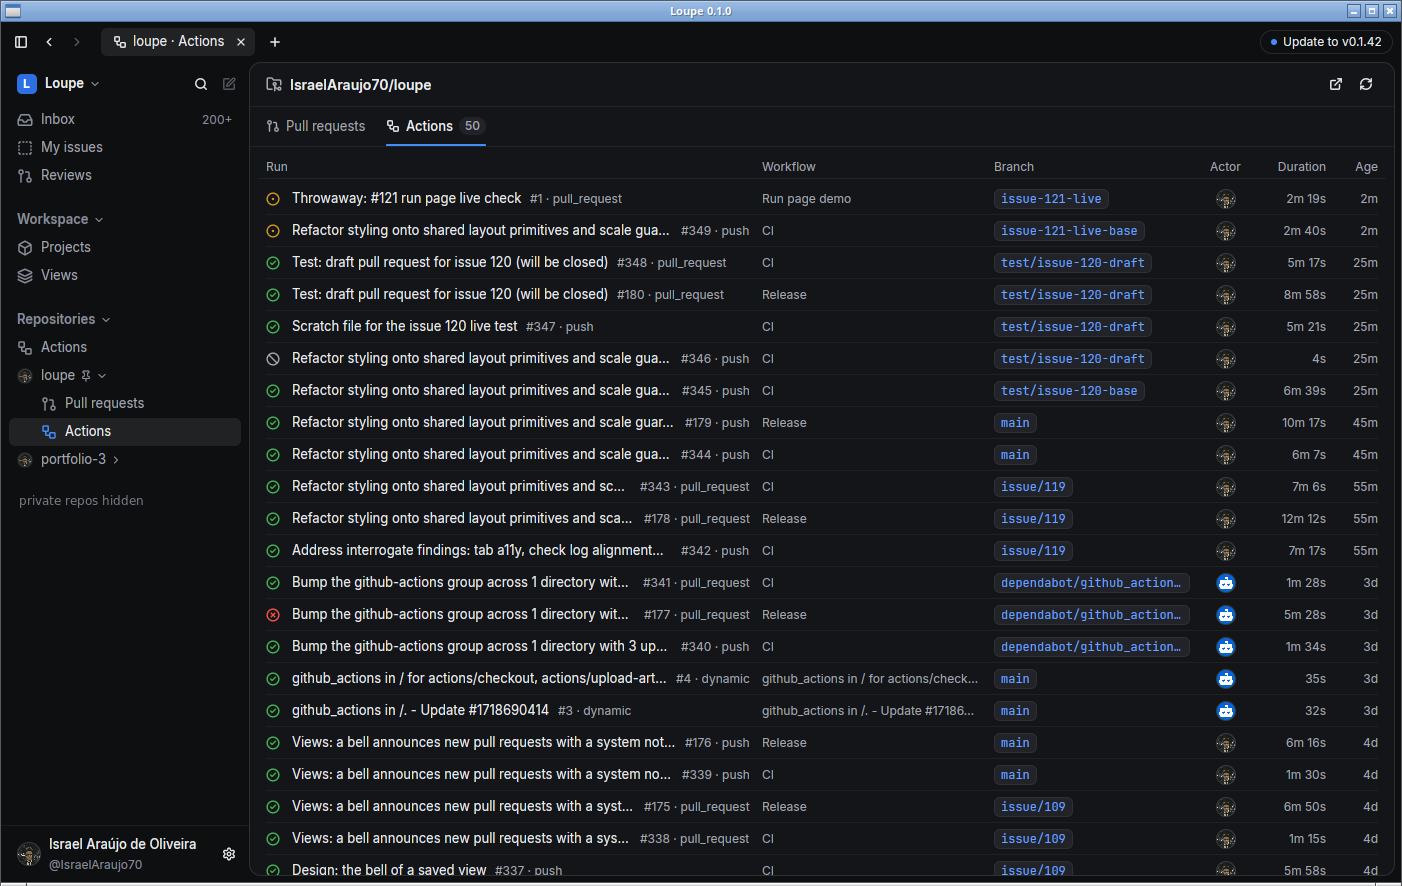 Loupe 0.1.0
loupe · Actions
Update to v0.1.42
L Loupe
Inbox 200+
My issues
Reviews
Workspace
Projects
Views
Repositories
Actions
loupe
Pull requests
Actions
portfolio-3
private repos hidden
Israel Araújo de Oliveira
@IsraelAraujo70
IsraelAraujo70/loupe
Pull requests Actions 50
Run Workflow Branch Actor Duration Age
Throwaway: #121 run page live check #1 · pull_request Run page demo issue-121-live 2m 19s 2m
Refactor styling onto shared layout primitives and scale gua... #349 · push CI issue-121-live-base 2m 40s 2m
Test: draft pull request for issue 120 (will be closed) #348 · pull_request CI test/issue-120-draft 5m 17s 25m
Test: draft pull request for issue 120 (will be closed) #180 · pull_request Release test/issue-120-draft 8m 58s 25m
Scratch file for the issue 120 live test #347 · push CI test/issue-120-draft 5m 21s 25m
Refactor styling onto shared layout primitives and scale gua... #346 · push CI test/issue-120-draft 4s 25m
Refactor styling onto shared layout primitives and scale gua... #345 · push CI test/issue-120-base 6m 39s 25m
Refactor styling onto shared layout primitives and scale guar... #179 · push Release main 10m 17s 45m
Refactor styling onto shared layout primitives and scale gua... #344 · push CI main 6m 7s 45m
Refactor styling onto shared layout primitives and sc... #343 · pull_request CI issue/119 7m 6s 55m
Refactor styling onto shared layout primitives and sca... #178 · pull_request Release issue/119 12m 12s 55m
Address interrogate findings: tab a11y, check log alignment... #342 · push CI issue/119 7m 17s 55m
Bump the github-actions group across 1 directory wit... #341 · pull_request CI dependabot/github_action… 1m 28s 3d
Bump the github-actions group across 1 directory wit... #177 · pull_request Release dependabot/github_action… 5m 28s 3d
Bump the github-actions group across 1 directory with 3 up... #340 · push CI dependabot/github_action… 1m 34s 3d
github_actions in / for actions/checkout, actions/upload-art... #4 · dynamic github_actions in / for actions/check... main 35s 3d
github_actions in /. - Update #1718690414 #3 · dynamic github_actions in /. - Update #17186... main 32s 3d
Views: a bell announces new pull requests with a system not... #176 · push Release main 6m 16s 4d
Views: a bell announces new pull requests with a system no... #339 · push CI main 1m 30s 4d
Views: a bell announces new pull requests with a syst... #175 · pull_request Release issue/109 6m 50s 4d
Views: a bell announces new pull requests with a sys... #338 · pull_request CI issue/109 1m 15s 4d
Design: the bell of a saved view #337 · push CI issue/109 5m 58s 4d